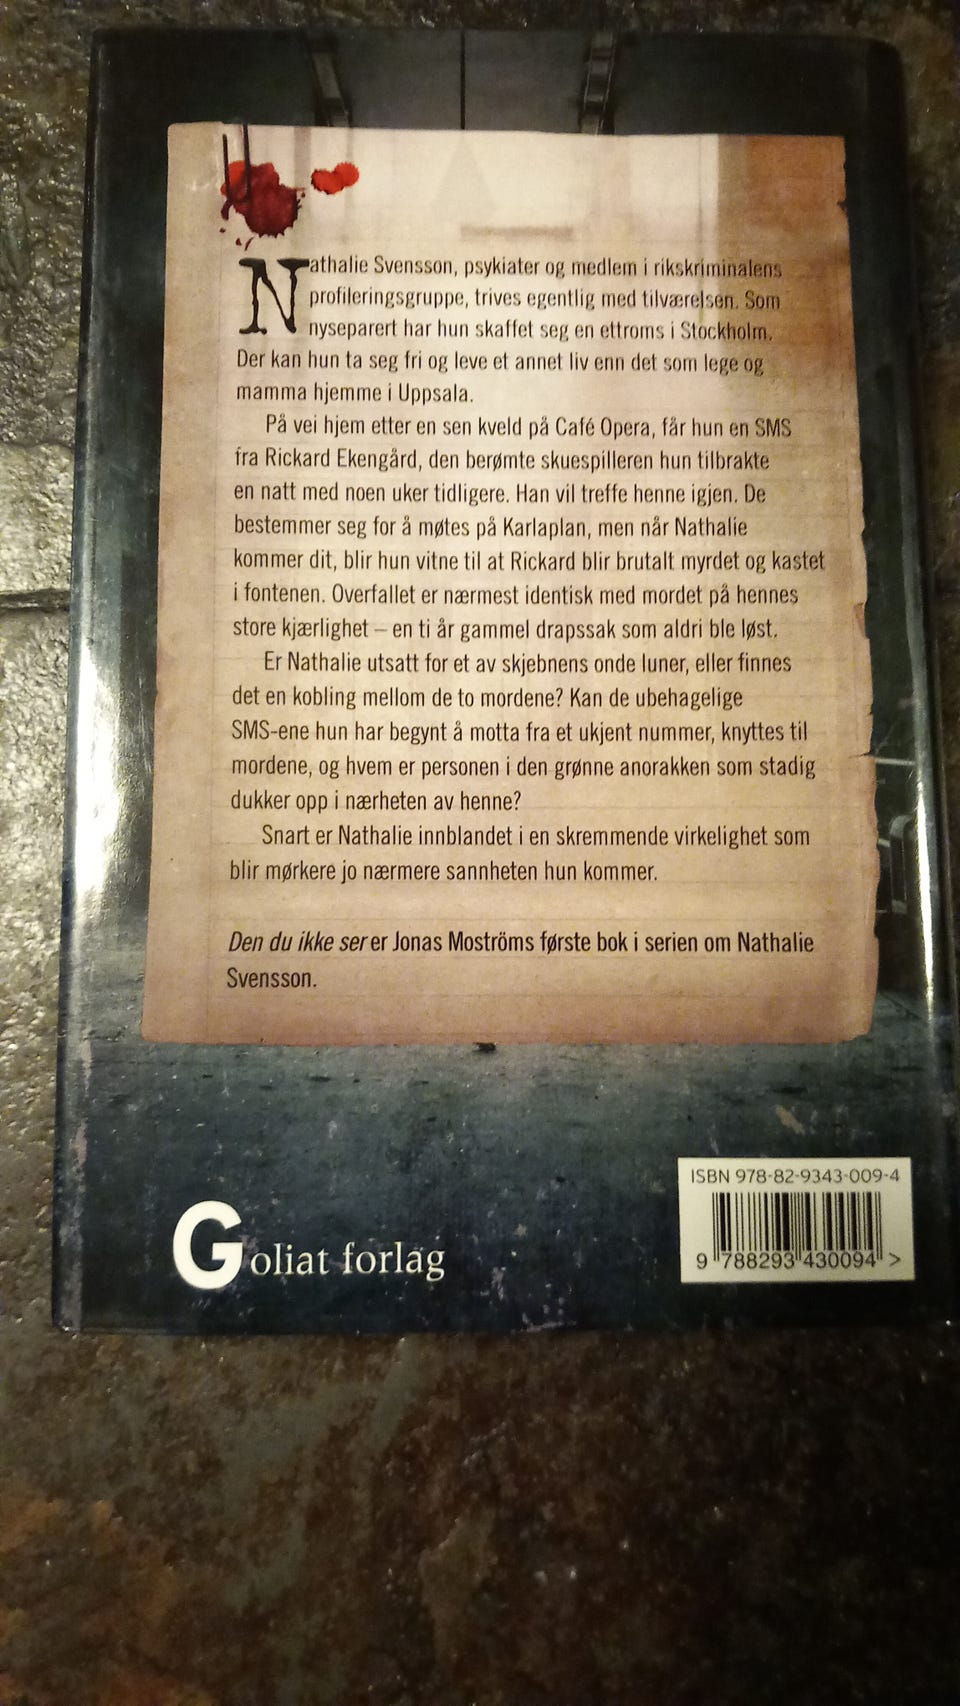 Nathalie Svensson, psykiater og medlem i rikskriminalens
profileringsgruppe, trives egentlig med tilværelsen. Som
nyseparert har hun skaffet seg en ettroms i Stockholm.
Der kan hun ta seg fri og leve et annet liv enn det som lege og
mamma hjemme i Uppsala.
På vei hjem etter en sen kveld på Café Opera, får hun en SMS
fra Rickard Ekengård, den berømte skuespilleren hun tilbrakte
en natt med noen uker tidligere. Han vil treffe henne igjen. De
bestemmer seg for å møtes på Karlaplan, men når Nathalie
kommer dit, blir hun vitne til at Rickard blir brutalt myrdet og kastet
i fontenen. Overfallet er nærmest identisk med mordet på hennes
store kjærlighet – en ti år gammel drapssak som aldri ble løst.
Er Nathalie utsatt for et av skjebnens onde luner, eller finnes
det en kobling mellom de to mordene? Kan de ubehagelige
SMS-ene hun har begynt å motta fra et ukjent nummer, knyttes til
mordene, og hvem er personen i den grønne anorakken som stadig
dukker opp i nærheten av henne?
Snart er Nathalie innblandet i en skremmende virkelighet som
blir mørkere jo nærmere sannheten hun kommer.
Den du ikke ser er Jonas Moströms første bok i serien om Nathalie
Svensson.
ISBN 978-82-9343-009-4
9 788293 430094 >
Goliat forlag